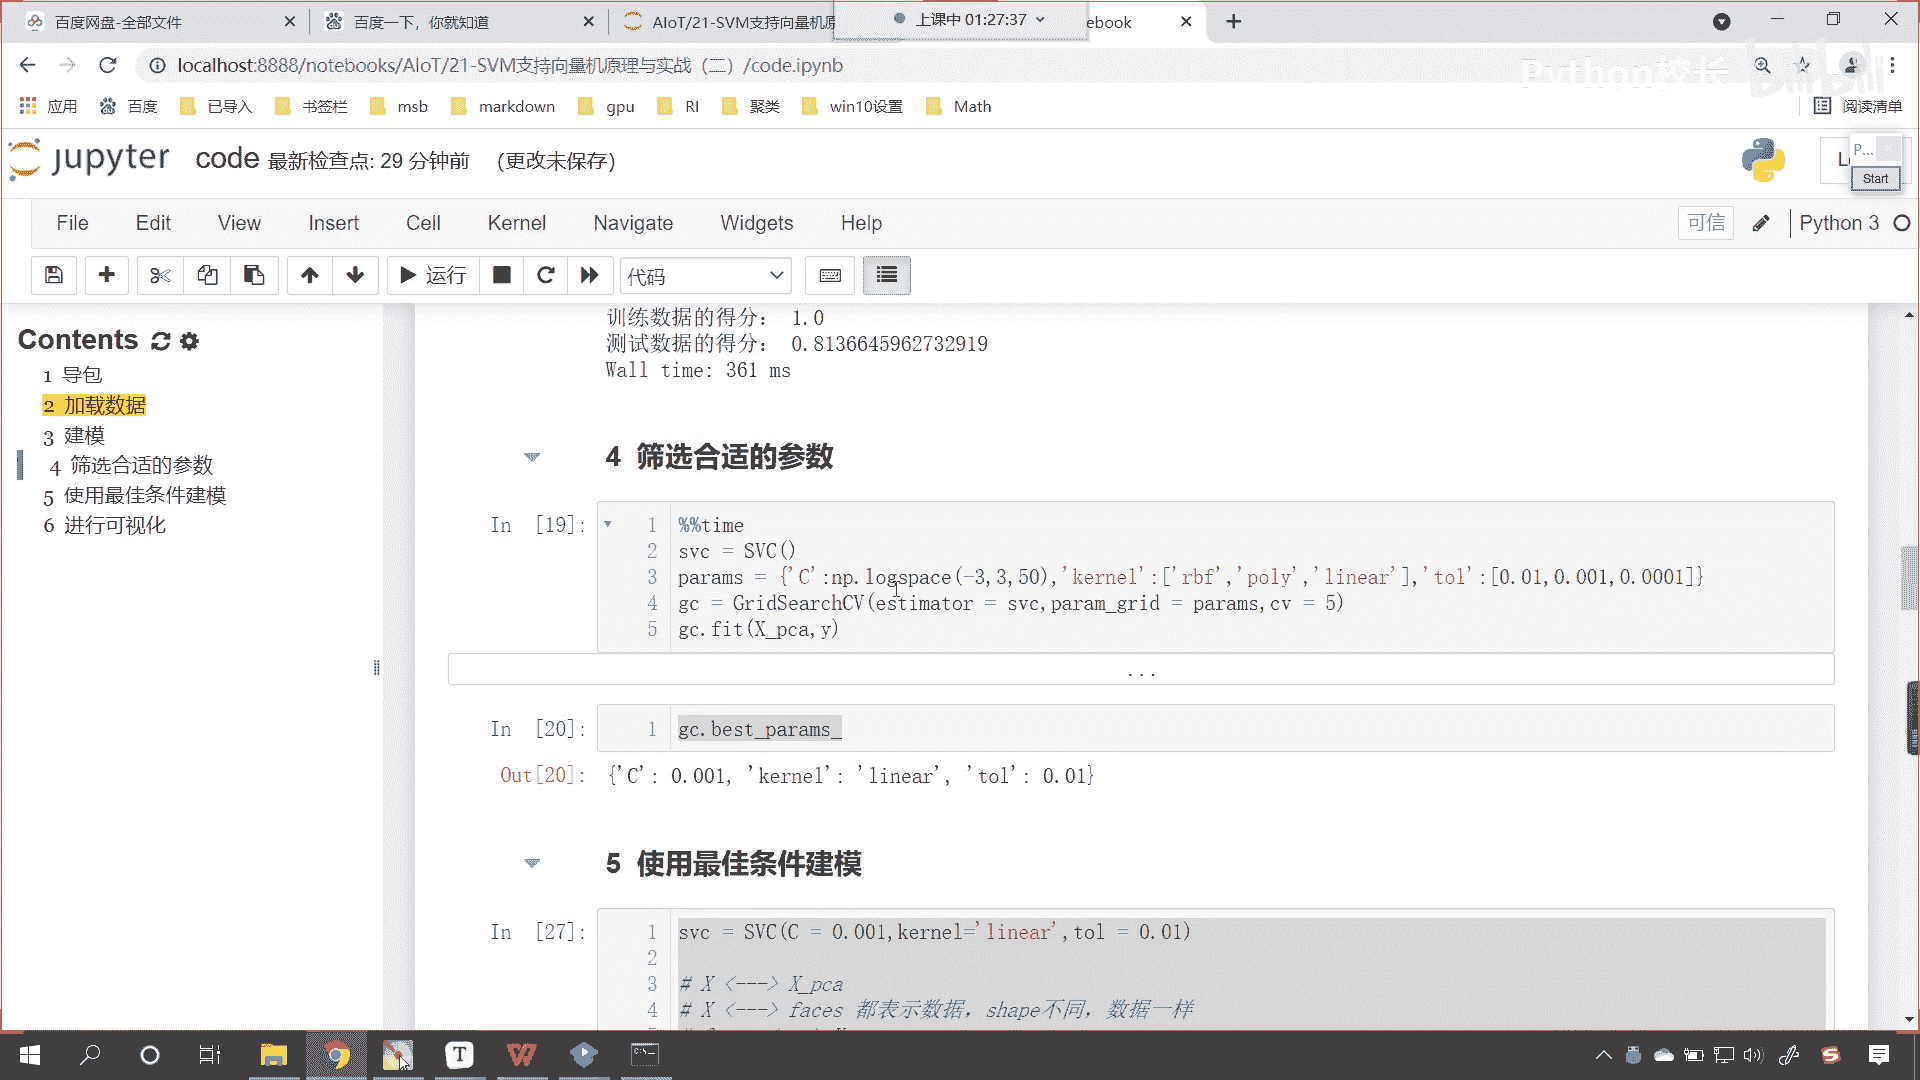 百度网盘-全部文件
百度一下，你就知道
AIoT/21-SVM支持向量机原
上课中 01:27:37
ebook
localhost:8888/notebooks/AIoT/21-SVM支持向量机原理与实战（二）/code.ipynb
Python校长
bilibili
应用
百度
已导入
书签栏
msb
markdown
gpu
RI
聚类
win10设置
Math
阅读清单
jupyter
code 最新检查点: 29 分钟前 (更改未保存)
P...
Start
File
Edit
View
Insert
Cell
Kernel
Navigate
Widgets
Help
可信
Python 3
运行
代码
Contents
1 导包
2 加载数据
3 建模
4 筛选合适的参数
5 使用最佳条件建模
6 进行可视化
训练数据的得分： 1.0
测试数据的得分： 0.8136645962732919
Wall time: 361 ms
4 筛选合适的参数
In [19]:
1 %%time
2 svc = SVC()
3 params = {'C':np.logspace(-3,3,50),'kernel':['rbf','poly','linear'],'tol':[0.01,0.001,0.0001]}
4 gc = GridSearchCV(estimator = svc,param_grid = params,cv = 5)
5 gc.fit(X_pca,y)
...
In [20]:
1 gc.best_params_
Out[20]: {'C': 0.001, 'kernel': 'linear', 'tol': 0.01}
5 使用最佳条件建模
In [27]:
1 svc = SVC(C = 0.001,kernel='linear',tol = 0.01)
2
3 # X <---> X_pca
4 # X <---> faces 都表示数据，shape不同，数据一样